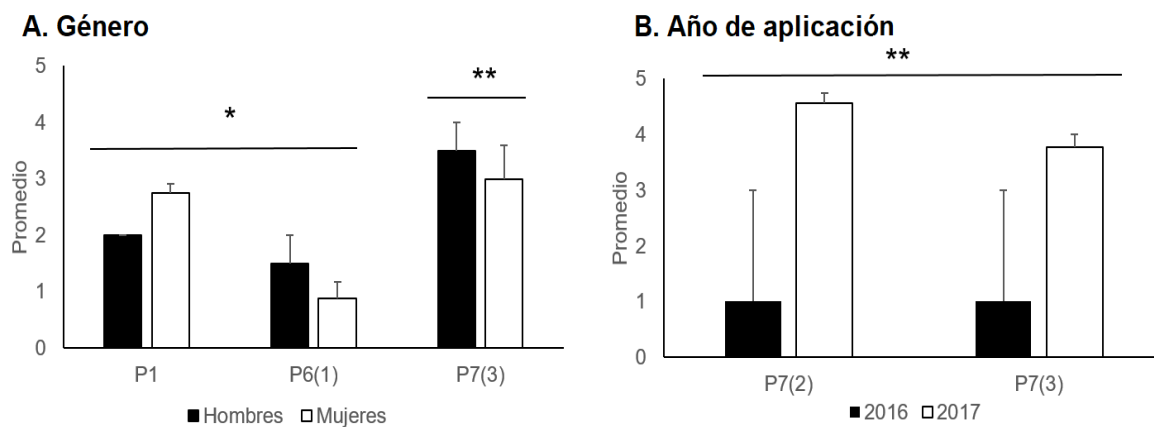 A. Género
5
4
3
2
1
0
Promedio
*
**
P1 P6(1) P7(3)
Hombres Mujeres
B. Año de aplicación
5
4
3
2
1
0
Promedio
**
P7(2) P7(3)
2016 2017